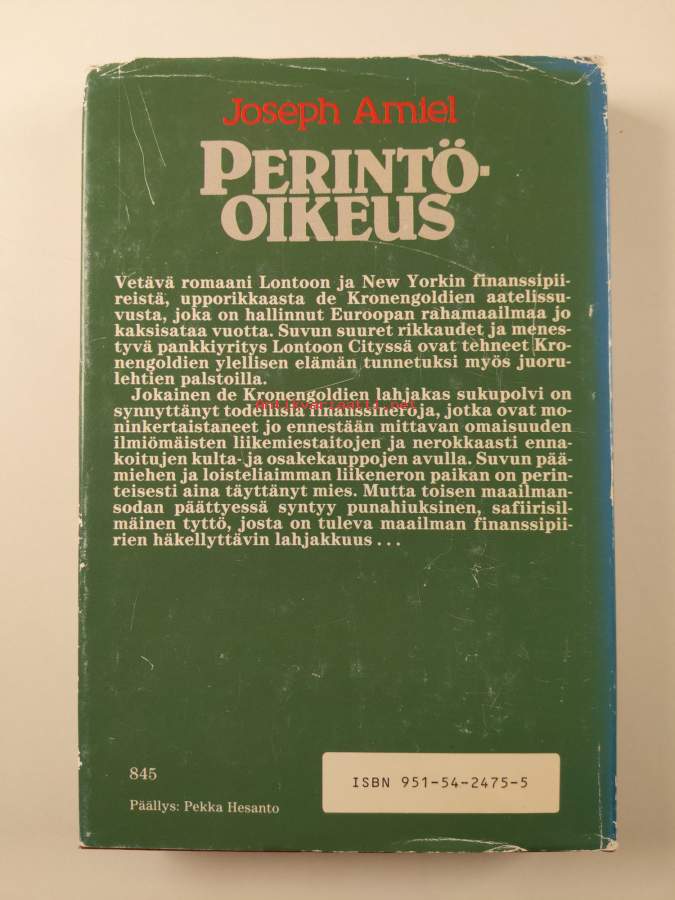 Joseph Amiel
PERINTÖ-
OIKEUS
Vetävä romaani Lontoon ja New Yorkin finanssipii-
reistä, upporikkaasta de Kronengoldien aatelissu-
vusta, joka on hallinnut Euroopan rahamaailmaa jo
kaksisataa vuotta. Suvun suuret rikkaudet ja menes-
tyvä pankkiyritys Lontoon Cityssä ovat tehneet Kro-
nengoldien ylellisen elämän tunnetuksi myös juoru-
lehtien palstoilla.
Jokainen de Kronengoldien lahjakas sukupolvi on
synnyttänyt todellisia finanssineroja, jotka ovat mo-
antikvariaatti.net
ninkertaistaneet jo ennestään mittavan omaisuuden
ilmiömäisten liikemiestaitojen ja nerokkaasti enna-
koitujen kulta- ja osakekauppojen avulla. Suvun pää-
miehen ja loisteliaimman liikeneron paikan on perin-
teisesti aina täyttänyt mies. Mutta toisen maailman-
sodan päättyessä syntyy punahiuksinen, safiirisil-
mäinen tyttö, josta on tuleva maailman finanssipii-
rien häkellyttävin lahjakkuus ...
845
Päällys: Pekka Hesanto
ISBN 951-54-2475-5